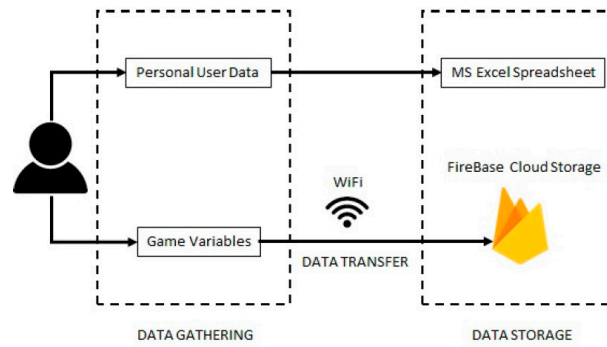 Personal User Data
MS Excel Spreadsheet
FireBase Cloud Storage
WiFi
Game Variables
DATA TRANSFER
DATA GATHERING
DATA STORAGE